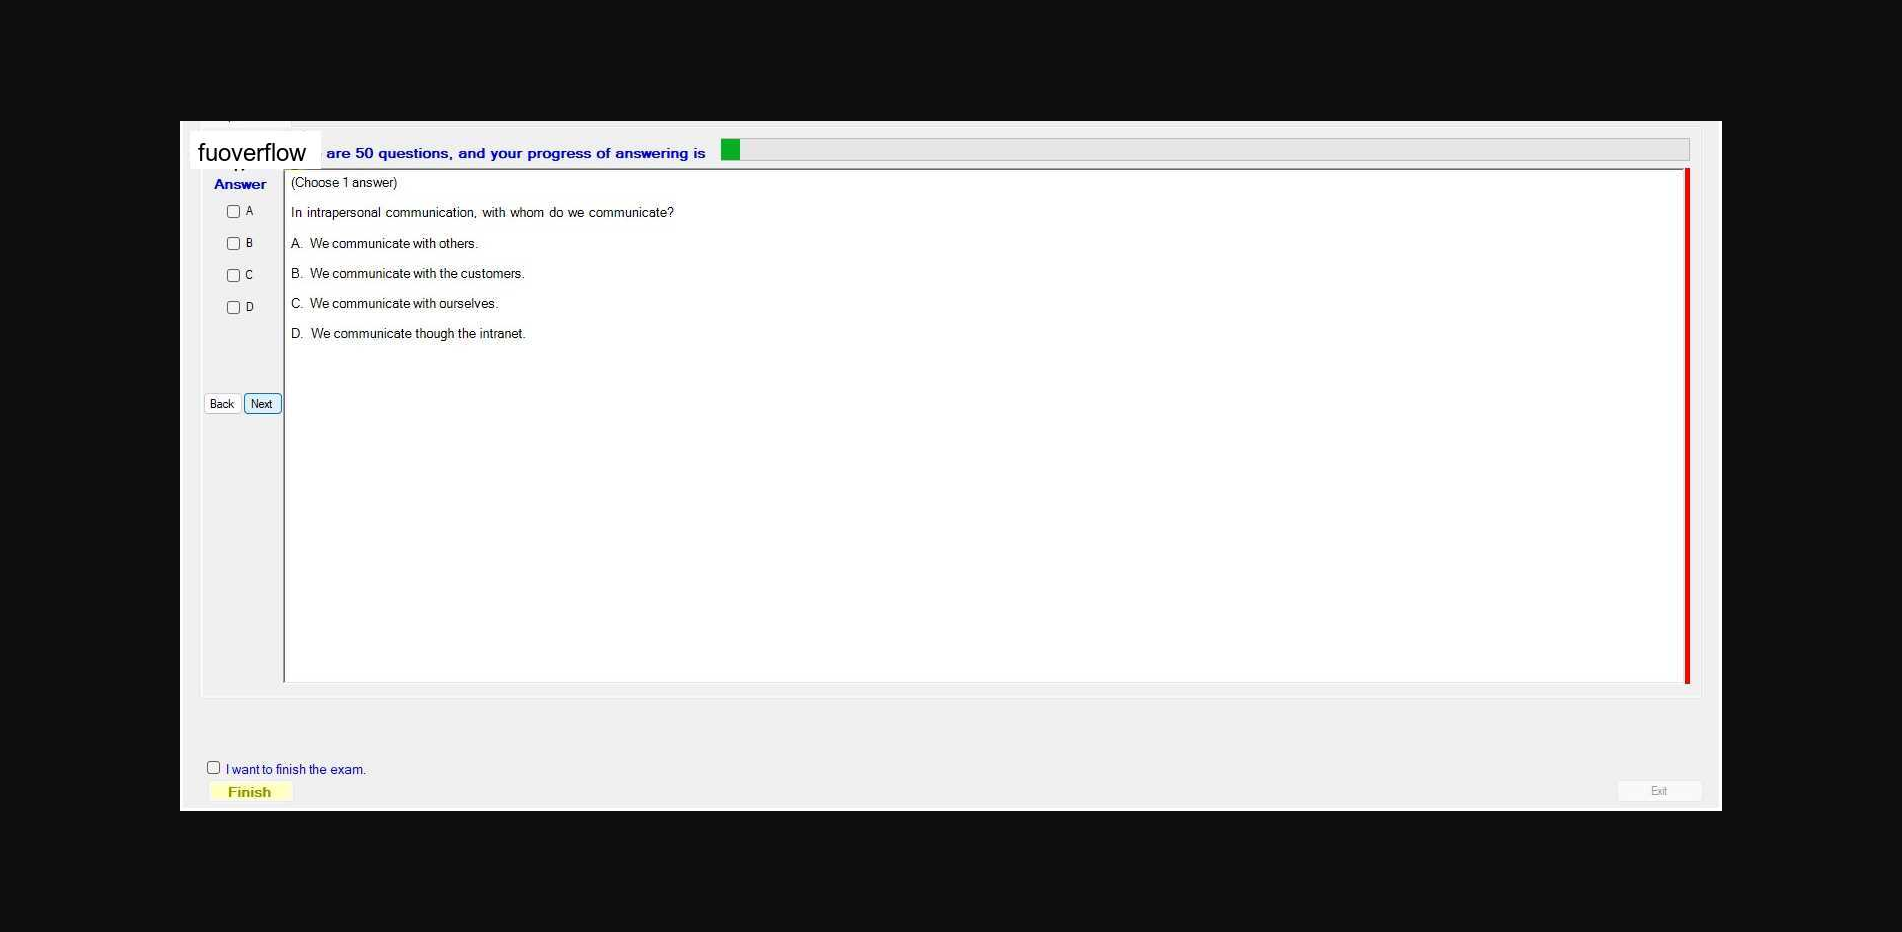 fuoverflow are 50 questions, and your progress of answering is
Answer
(Choose 1 answer)
A
In intrapersonal communication, with whom do we communicate?
B
A. We communicate with others.
C
B. We communicate with the customers.
D
C. We communicate with ourselves.
D. We communicate though the intranet.
Back Next
I want to finish the exam.
Finish
Exit